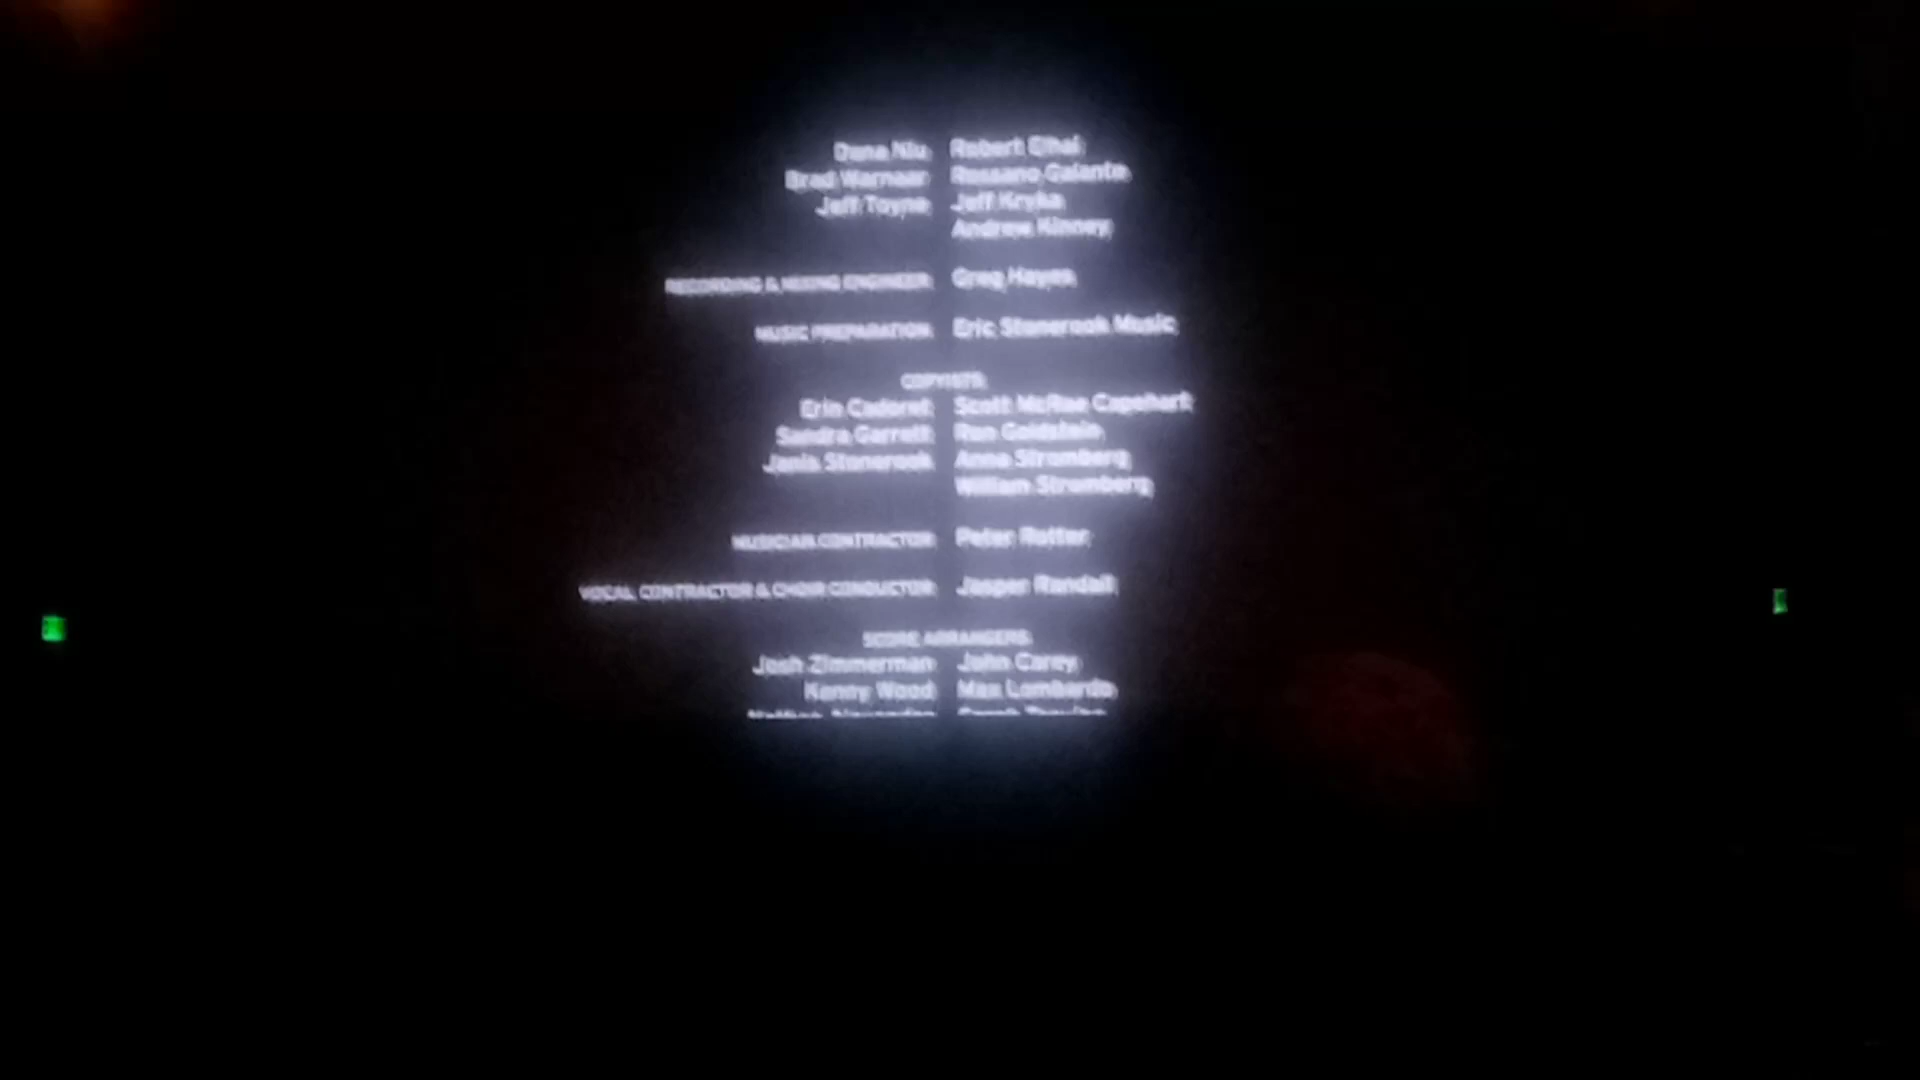 Dana Niu Robert Elhai
Brad Warnaar Rossano Galante
Jeff Toyne Jeff Kryka
Andrew Kinney
RECORDING & MIXING ENGINEER Greg Hayes
MUSIC PREPARATION Eric Stonerook Music
COPYISTS
Erin Cadoret Scott McRae Capehart
Sandra Garrett Ron Goldstein
Janis Stonerook Anna Stromberg
William Stromberg
MUSICIAN CONTRACTOR Peter Rotter
VOCAL CONTRACTOR & CHOIR CONDUCTOR Jasper Randall
SCORE ARRANGERS
Josh Zimmerman John Carey
Kenny Wood Max Lombardo